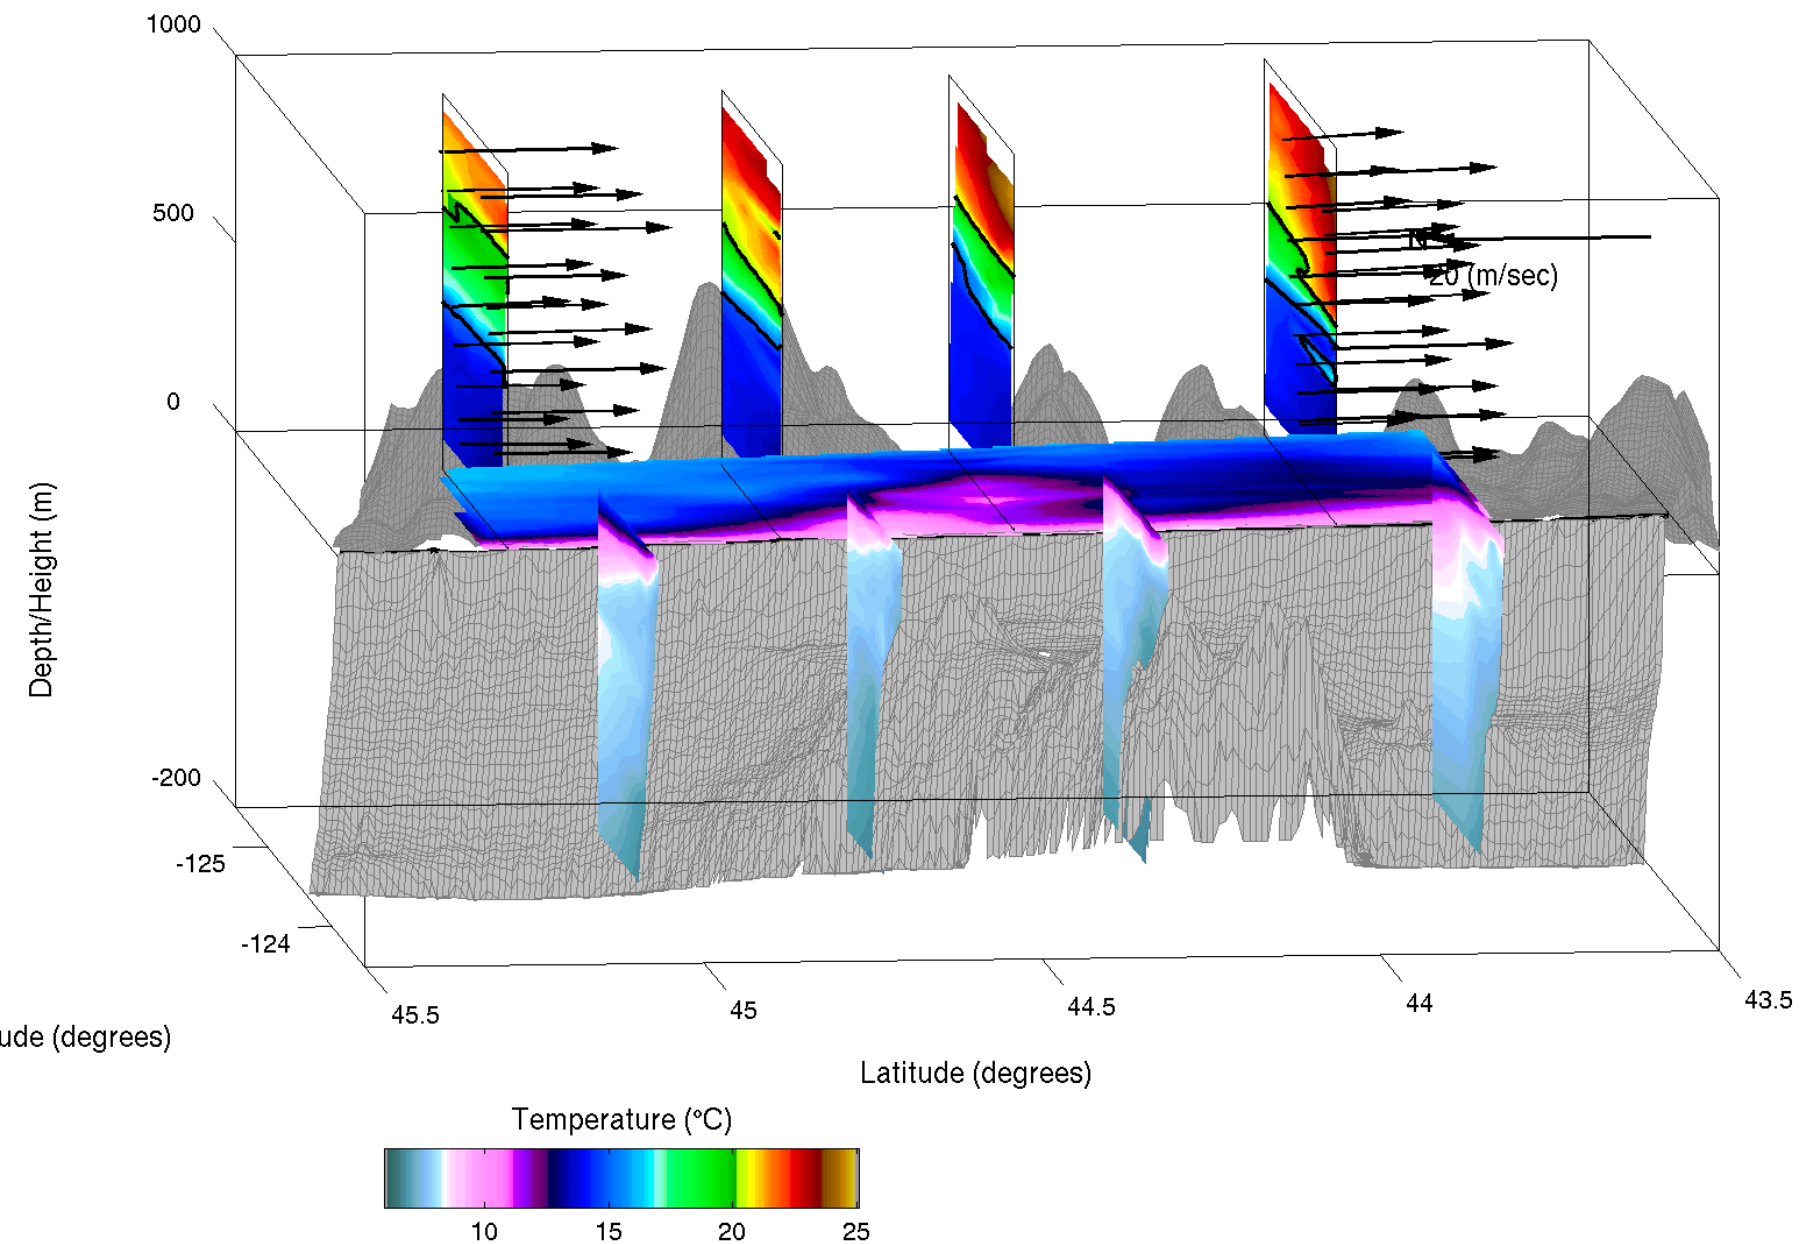 1000
500
0
-200
-125
-124
Depth/Height (m)
N
20 (m/sec)
45.5
45
44.5
44
43.5
ude (degrees)
Latitude (degrees)
Temperature (°C)
10
15
20
25